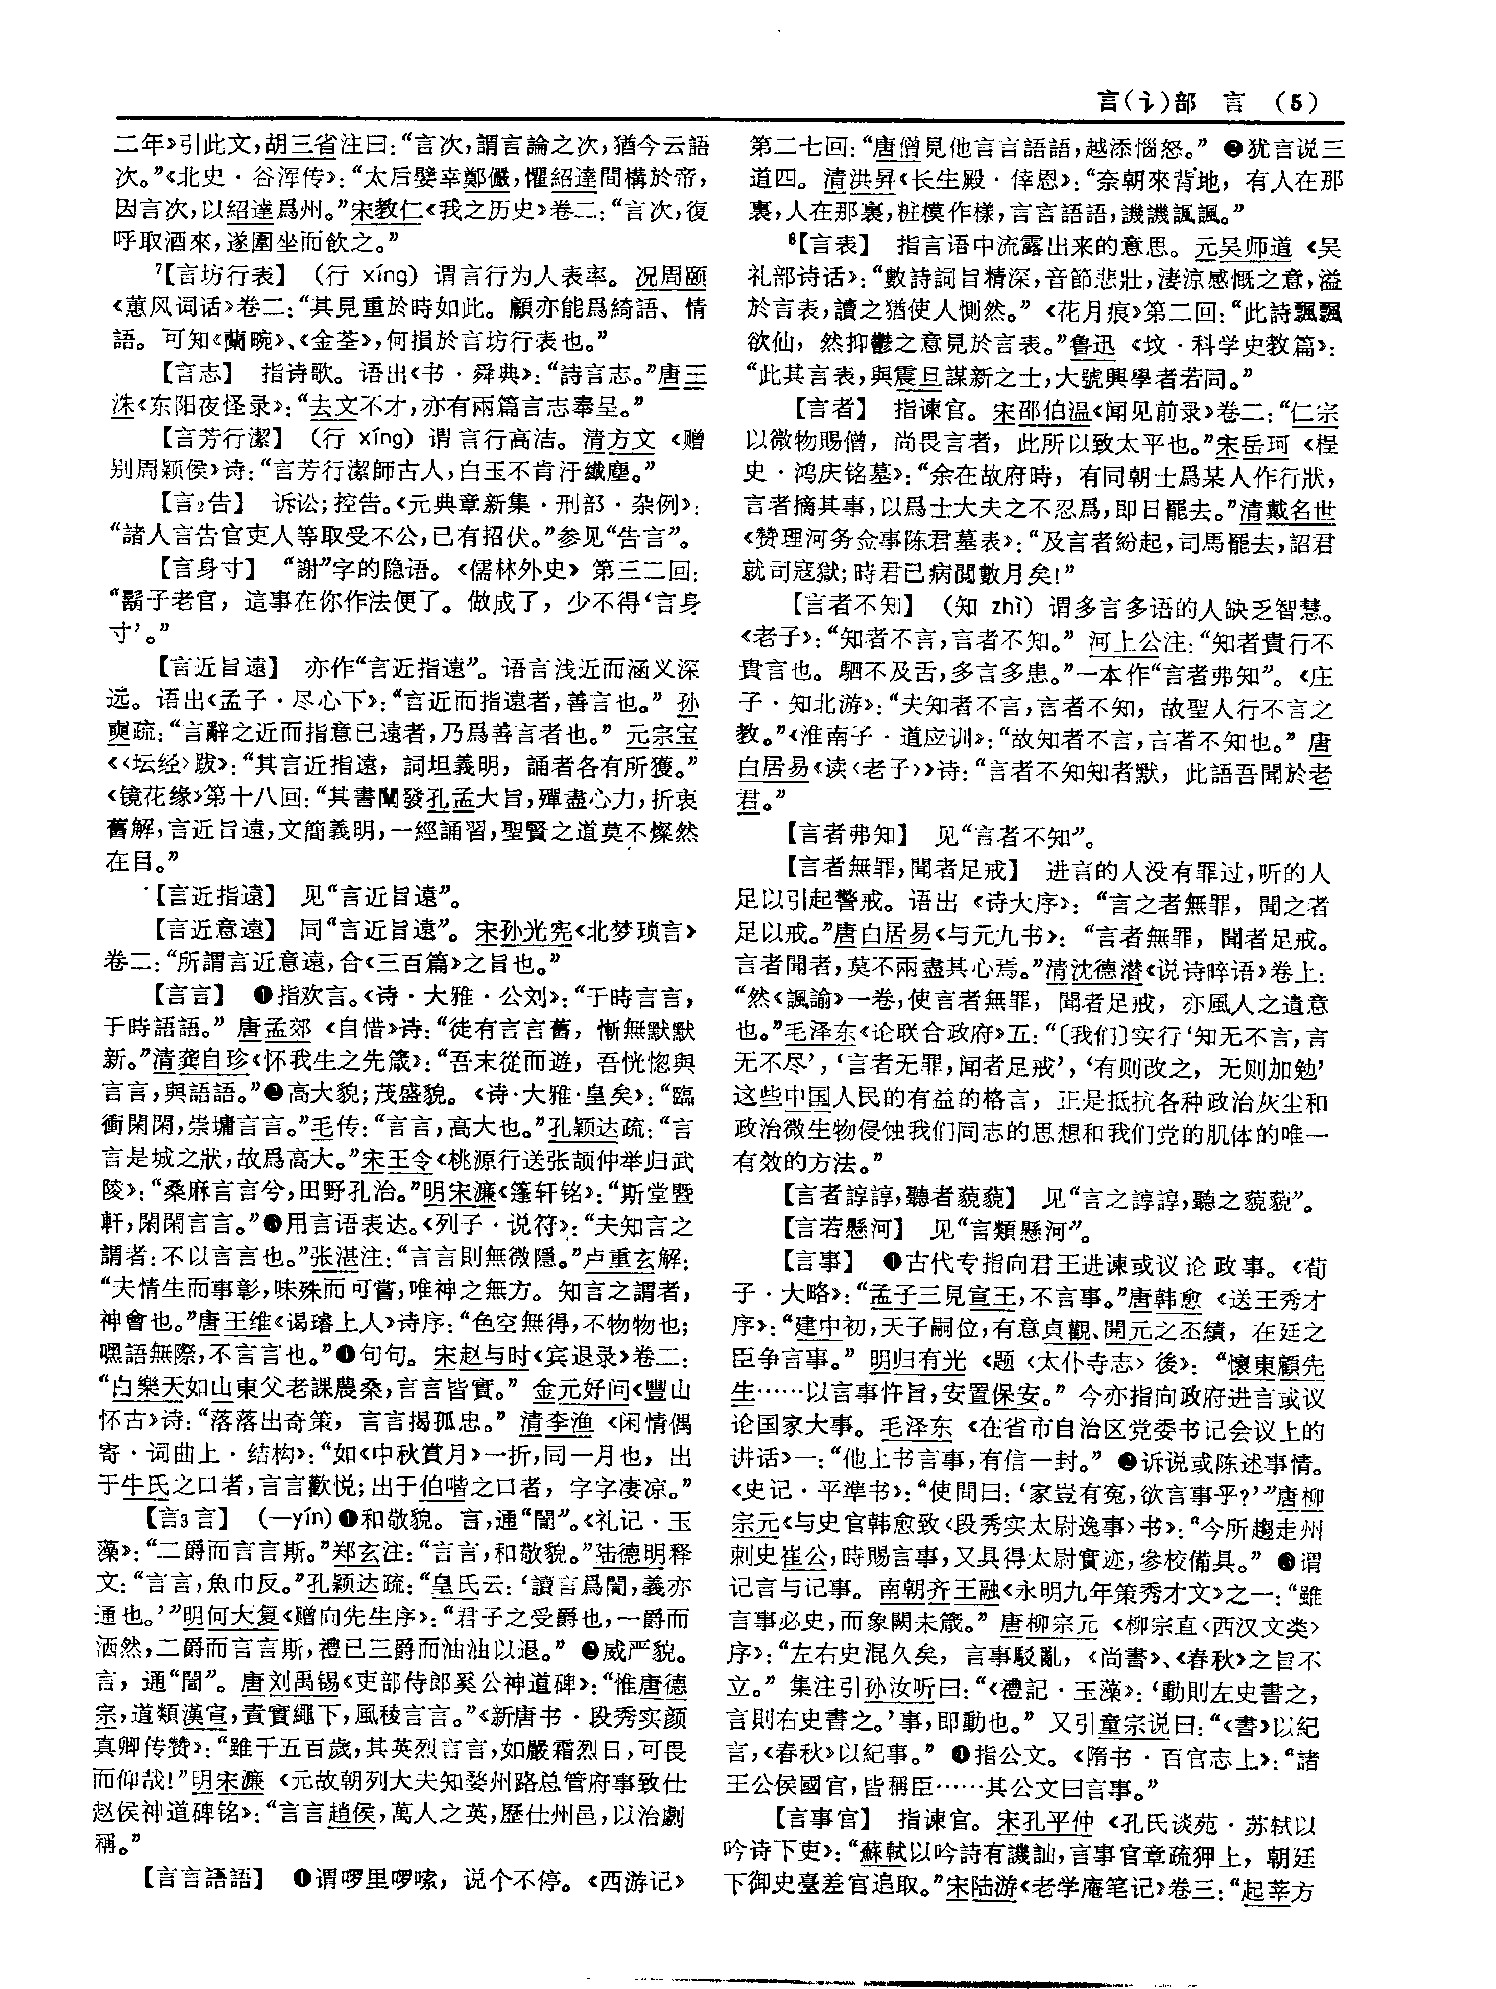 言(讠)部　言　(5)
二年》引此文,胡三省注曰:“言次,謂言論之次,猶今云語
次。”《北史·谷浑传》:“太后嬖幸鄭儼,懼紹達間構於帝,
因言次,以紹達爲州。”宋教仁《我之历史》卷二:“言次,復
呼取酒來,遂圍坐而飲之。”
7【言坊行表】 (行 xíng) 谓言行为人表率。况周颐
《蕙风词话》卷二:“其見重於時如此。顧亦能爲綺語、情
語。可知《蘭畹》、《金荃》,何損於言坊行表也。”
【言志】 指诗歌。语出《书·舜典》:“詩言志。”唐王
洙《东阳夜怪录》:“去文不才,亦有兩篇言志奉呈。”
【言芳行潔】 (行 xíng) 谓言行高洁。清方文《赠
别周颖侯》诗:“言芳行潔師古人,白玉不肯汙纖塵。”
【言2告】 诉讼;控告。《元典章新集·刑部·杂例》:
“諸人言告官吏人等取受不公,已有招伏。”参见“告言”。
【言身寸】 “謝”字的隐语。《儒林外史》第三二回:
“鬍子老官,這事在你作法便了。做成了,少不得‘言身
寸’。”
【言近旨遠】 亦作“言近指遠”。语言浅近而涵义深
远。语出《孟子·尽心下》:“言近而指遠者,善言也。”孙
奭疏:“言辭之近而指意已遠者,乃爲善言者也。”元宗宝
《〈坛经〉跋》:“其言近指遠,詞坦義明,誦者各有所獲。”
《镜花缘》第十八回:“其書闡發孔孟大旨,殫盡心力,折衷
舊解,言近旨遠,文簡義明,一經誦習,聖賢之道莫不燦然
在目。”
【言近指遠】 见“言近旨遠”。
【言近意遠】 同“言近旨遠”。宋孙光宪《北梦琐言》
卷二:“所謂言近意遠,合《三百篇》之旨也。”
【言言】 ❶指欢言。《诗·大雅·公刘》:“于時言言,
于時語語。”唐孟郊《自惜》诗:“徒有言言舊,慚無默默
新。”清龚自珍《怀我生之先箴》:“吾未從而遊,吾恍惚與
言言,與語語。”❷高大貌;茂盛貌。《诗·大雅·皇矣》:“臨
衝閑閑,崇墉言言。”毛传:“言言,高大也。”孔颖达疏:“言
言是城之狀,故爲高大。”宋王令《桃源行送张颉仲举归武
陵》:“桑麻言言兮,田野孔治。”明宋濂《篷轩铭》:“斯堂暨
軒,閑閑言言。”❸用言语表达。《列子·说符》:“夫知言之
謂者:不以言言也。”张湛注:“言言則無微隱。”卢重玄解:
“夫情生而事彰,味殊而可嘗,唯神之無方。知言之謂者,
神會也。”唐王维《谒璿上人》诗序:“色空無得,不物物也;
嘿語無際,不言言也。”❹句句。宋赵与时《宾退录》卷二:
“白樂天如山東父老課農桑,言言皆實。”金元好问《豐山
怀古》诗:“落落出奇策,言言揭孤忠。”清李渔《闲情偶
寄·词曲上·结构》:“如《中秋賞月》一折,同一月也,出
于牛氏之口者,言言歡悦;出于伯喈之口者,字字凄凉。”
【言3言】 (—yín)❶和敬貌。言,通“誾”。《礼记·玉
藻》:“二爵而言言斯。”郑玄注:“言言,和敬貌。”陆德明释
文:“言言,魚巾反。”孔颖达疏:“皇氏云:‘讀言爲誾,義亦
通也。’”明何大复《赠向先生序》:“君子之受爵也,一爵而
洒然,二爵而言言斯,禮已三爵而油油以退。”❷威严貌。
言,通“誾”。唐刘禹锡《吏部侍郎奚公神道碑》:“惟唐德
宗,道類漢宣,責實繩下,風稜言言。”《新唐书·段秀实颜
真卿传赞》:“雖千五百歲,其英烈言言,如嚴霜烈日,可畏
而仰哉!”明宋濂《元故朝列大夫知婺州路总管府事致仕
赵侯神道碑铭》:“言言趙侯,萬人之英,歷仕州邑,以治劇
稱。”
【言言語語】 ❶谓啰里啰嗦,说个不停。《西游记》
第二七回:“唐僧見他言言語語,越添惱怒。”❷犹言说三
道四。清洪昇《长生殿·倖恩》:“奈朝來背地,有人在那
裏,人在那裏,粧模作樣,言言語語,譏譏諷諷。”
8【言表】 指言语中流露出来的意思。元吴师道《吴
礼部诗话》:“數詩詞旨精深,音節悲壯,淒涼感慨之意,溢
於言表,讀之猶使人惻然。”《花月痕》第二回:“此詩飄飄
欲仙,然抑鬱之意見於言表。”鲁迅《坟·科学史教篇》:
“此其言表,與震旦謀新之士,大號興學者若同。”
【言者】 指谏官。宋邵伯温《闻见前录》卷二:“仁宗
以微物賜僧,尚畏言者,此所以致太平也。”宋岳珂《桯
史·鸿庆铭墓》:“余在故府時,有同朝士爲某人作行狀,
言者摘其事,以爲士大夫之不忍爲,即日罷去。”清戴名世
《赞理河务佥事陈君墓表》:“及言者紛起,司馬罷去,詔君
就司寇獄;時君已病閲數月矣!”
【言者不知】 (知 zhì) 谓多言多语的人缺乏智慧。
《老子》:“知者不言,言者不知。”河上公注:“知者貴行不
貴言也。駟不及舌,多言多患。”一本作“言者弗知”。《庄
子·知北游》:“夫知者不言,言者不知,故聖人行不言之
教。”《淮南子·道应训》:“故知者不言,言者不知也。”唐
白居易《读〈老子〉》诗:“言者不知知者默,此語吾聞於老
君。”
【言者弗知】 见“言者不知”。
【言者無罪,聞者足戒】 进言的人没有罪过,听的人
足以引起警戒。语出《诗大序》:“言之者無罪,聞之者
足以戒。”唐白居易《与元九书》:“言者無罪,聞者足戒。
言者聞者,莫不兩盡其心焉。”清沈德潜《说诗晬语》卷上:
“然《諷諭》一卷,使言者無罪,聞者足戒,亦風人之遺意
也。”毛泽东《论联合政府》五:“〔我们〕实行‘知无不言,言
无不尽’,‘言者无罪,闻者足戒’,‘有则改之,无则加勉’
这些中国人民的有益的格言,正是抵抗各种政治灰尘和
政治微生物侵蚀我们同志的思想和我们党的肌体的唯一
有效的方法。”
【言者諄諄,聽者藐藐】 见“言之諄諄,聽之藐藐”。
【言若懸河】 见“言類懸河”。
【言事】 ❶古代专指向君王进谏或议论政事。《荀
子·大略》:“孟子三見宣王,不言事。”唐韩愈《送王秀才
序》:“建中初,天子嗣位,有意貞觀、開元之丕績,在廷之
臣争言事。”明归有光《题〈太仆寺志〉後》:“懷東顧先
生……以言事忤旨,安置保安。”今亦指向政府进言或议
论国家大事。毛泽东《在省市自治区党委书记会议上的
讲话》一:“他上书言事,有信一封。”❷诉说或陈述事情。
《史记·平準书》:“使問曰:‘家豈有冤,欲言事乎?’”唐柳
宗元《与史官韩愈致〈段秀实太尉逸事〉书》:“今所趨走州
刺史崔公,時賜言事,又具得太尉實迹,參校備具。”❸谓
记言与记事。南朝齐王融《永明九年策秀才文》之一:“雖
言事必史,而象闕未箴。”唐柳宗元《柳宗直〈西汉文类〉
序》:“左右史混久矣,言事駁亂,《尚書》、《春秋》之旨不
立。”集注引孙汝听曰:“《禮記·玉藻》:‘動則左史書之,
言則右史書之。’事,即動也。”又引童宗说曰:“《書》以紀
言,《春秋》以紀事。”❹指公文。《隋书·百官志上》:“諸
王公侯國官,皆稱臣……其公文曰言事。”
【言事官】 指谏官。宋孔平仲《孔氏谈苑·苏轼以
吟诗下吏》:“蘇軾以吟詩有譏訕,言事官章疏狎上,朝廷
下御史臺差官追取。”宋陆游《老学庵笔记》卷三:“起莘方